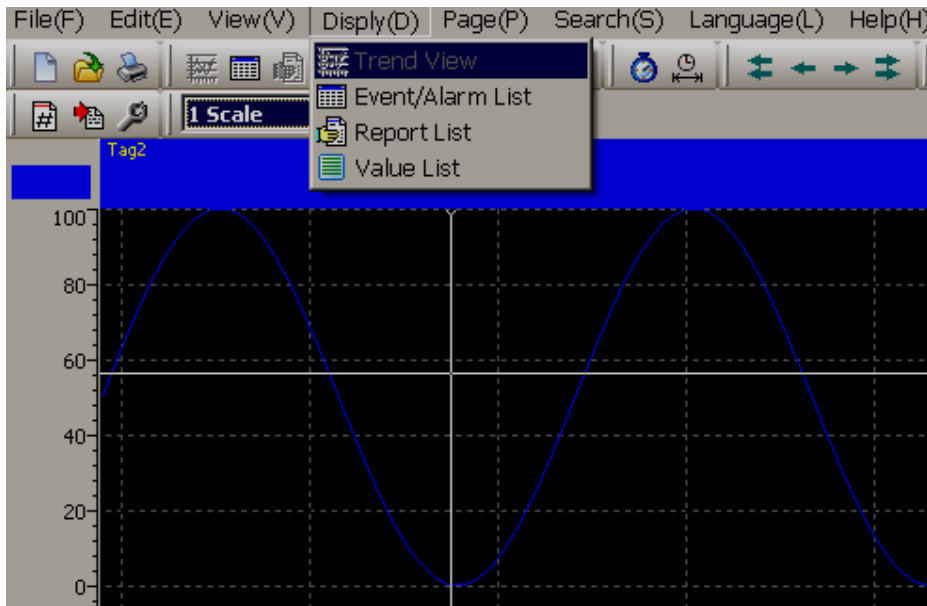 File(F) Edit(E) View(V) Disply(D) Page(P) Search(S) Language(L) Help(H)
Trend View
Event/Alarm List
1 Scale
Report List
Value List
Tag2
100
80
60
40
20
0